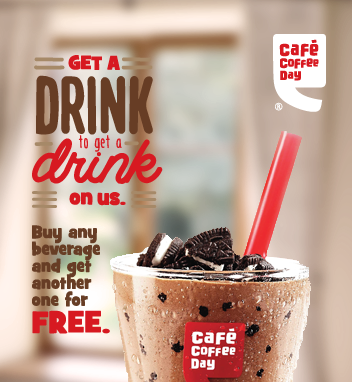 GET A
DRINK
to get a
drink
on us.
Buy any
beverage
and get
another
one for
FREE.
café
coffee
Day
®
café
coffee
Day